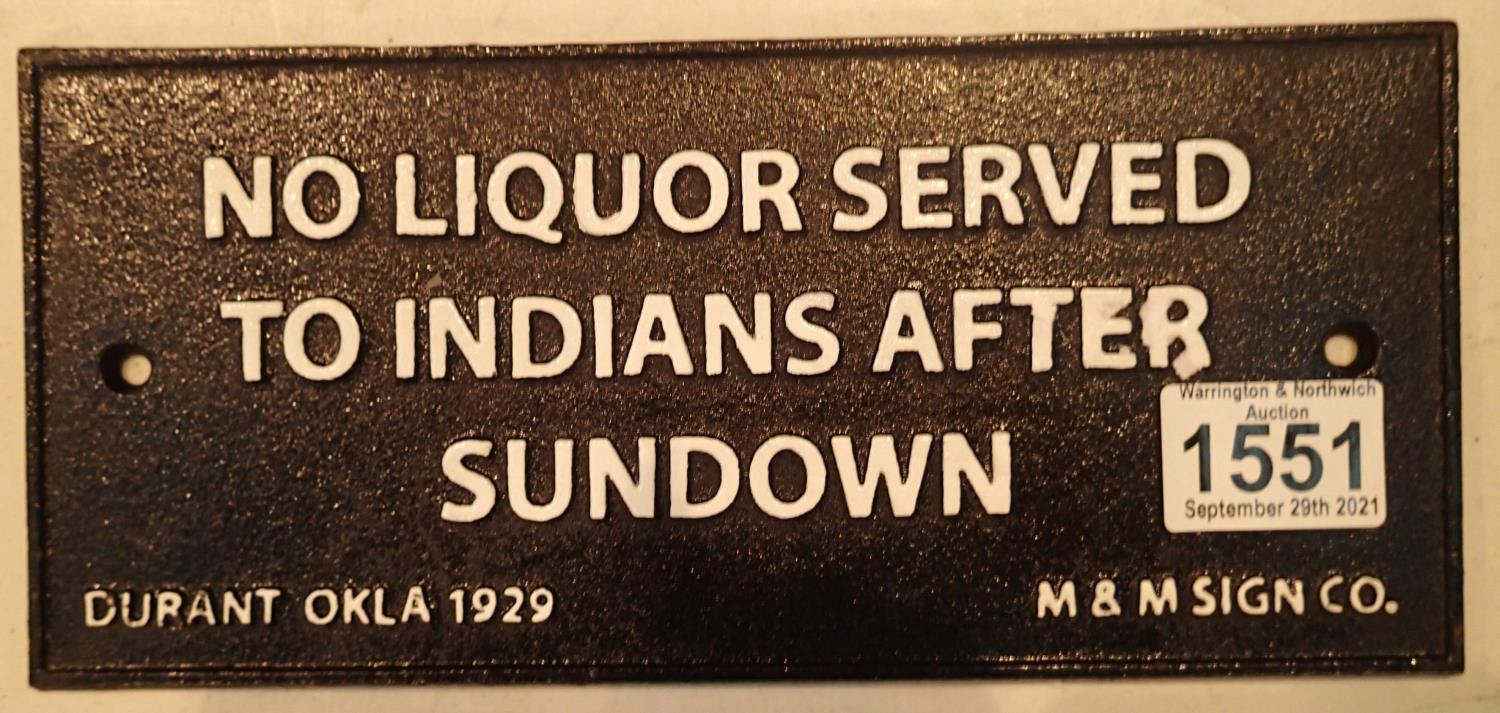 NO LIQUOR SERVED
TO INDIANS AFTER
SUNDOWN
Warrington & Northwich
Auction
1551
September 29th 2021
DURANT OKLA 1929
M & M SIGN CO.